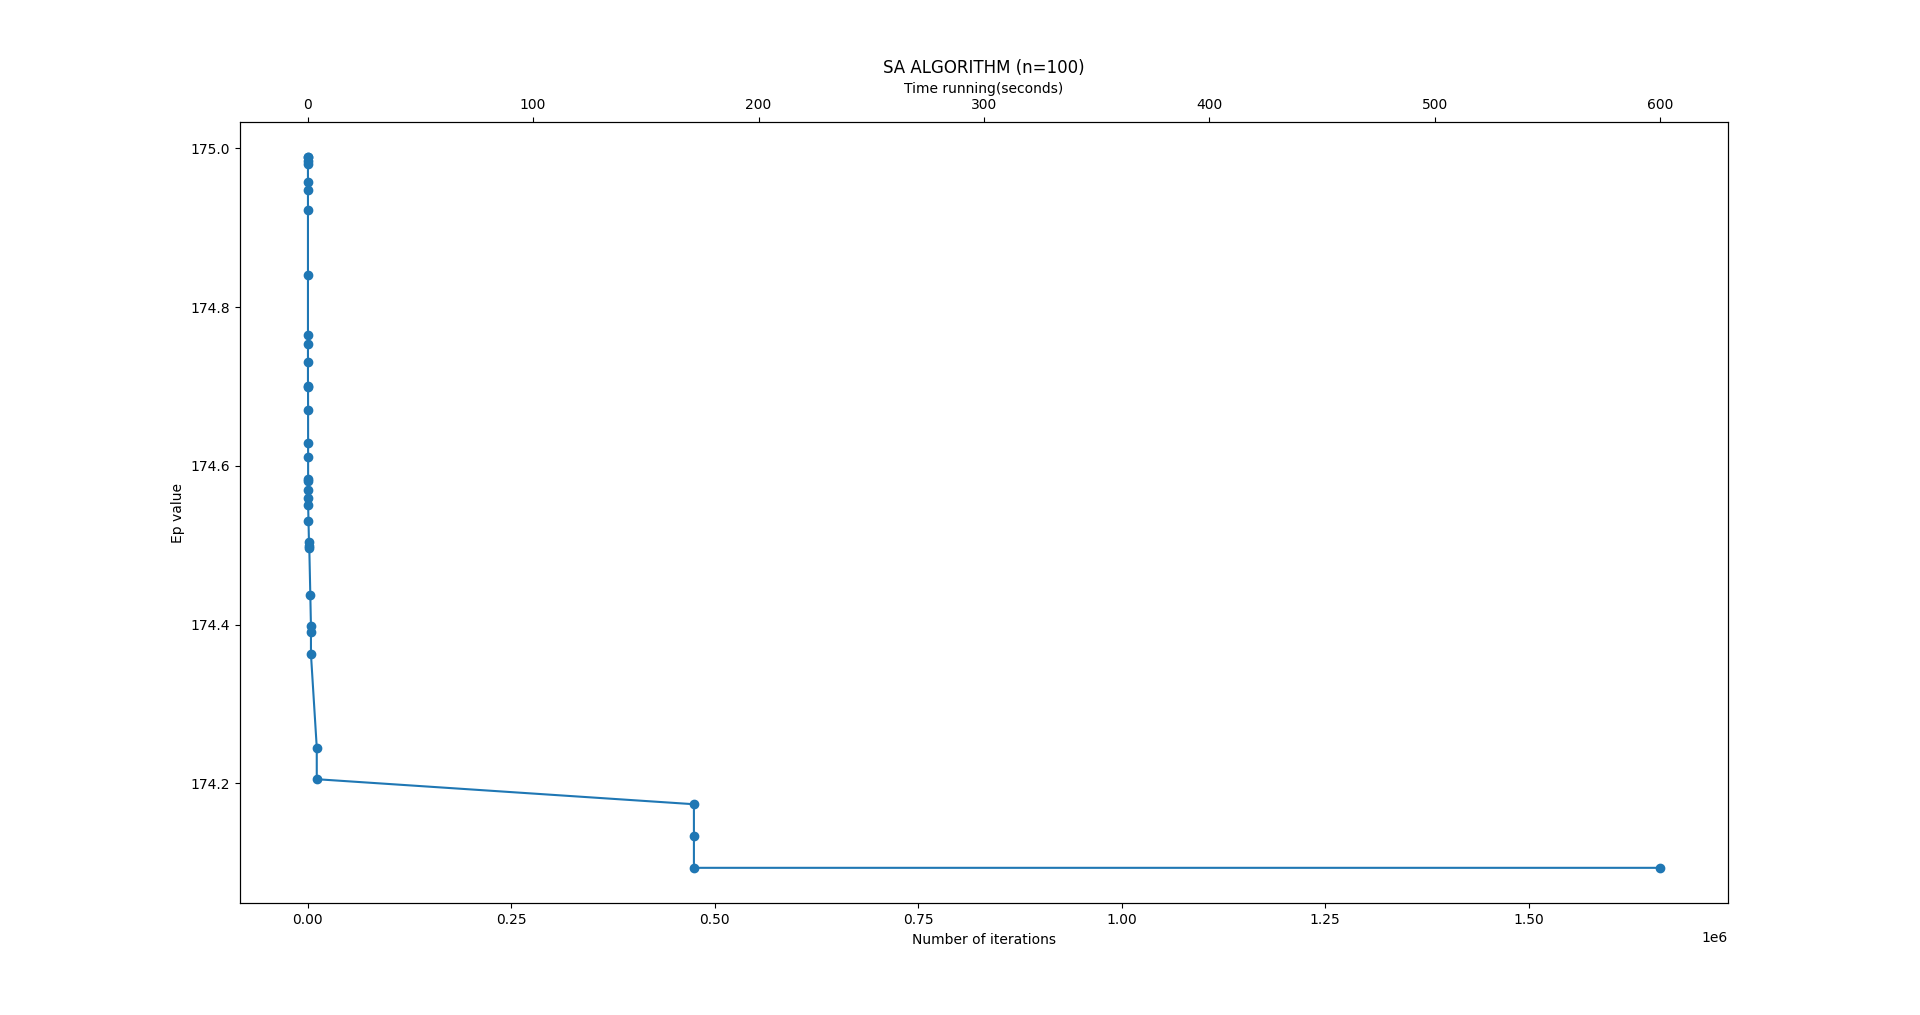 SA ALGORITHM (n=100)
Time running(seconds)
0 100 200 300 400 500 600
175.0
174.8
174.6
174.4
174.2
Ep value
0.00 0.25 0.50 0.75 1.00 1.25 1.50
Number of iterations
1e6